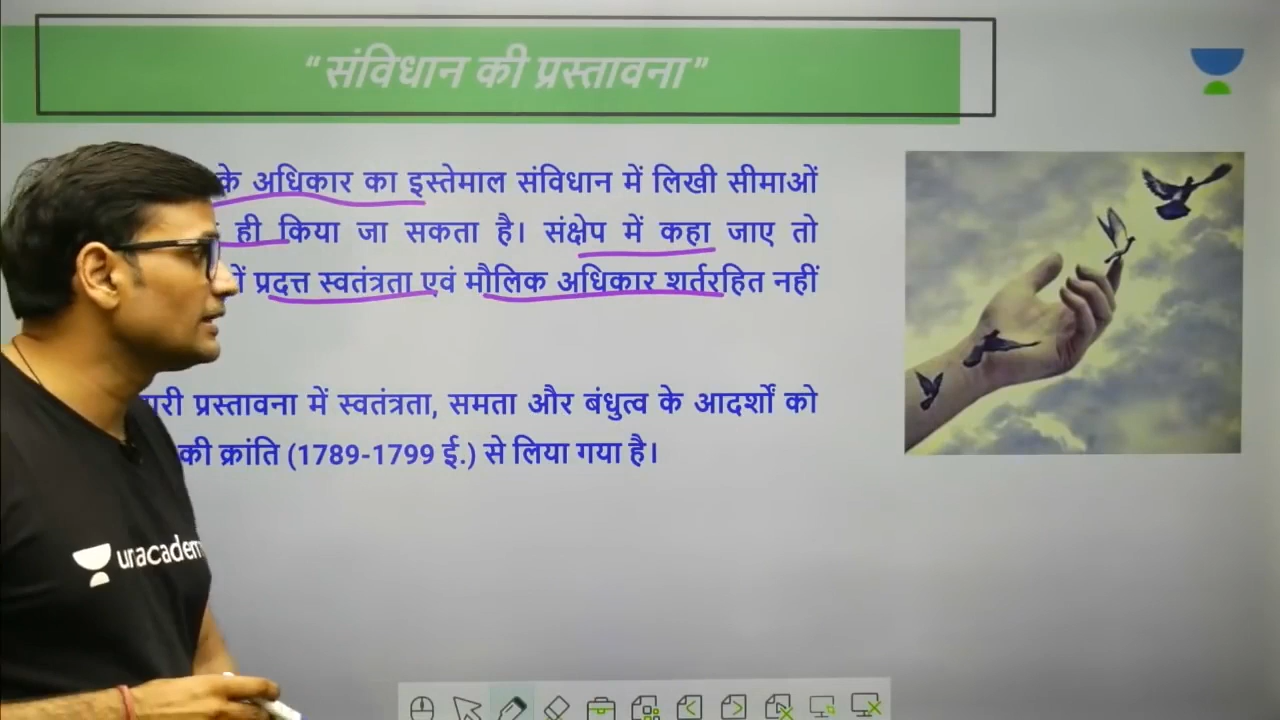 “संविधान की प्रस्तावना”
के अधिकार का इस्तेमाल संविधान में लिखी सीमाओं
ही किया जा सकता है। संक्षेप में कहा जाए तो
प्रदत्त स्वतंत्रता एवं मौलिक अधिकार शर्तरहित नहीं
प्रस्तावना में स्वतंत्रता, समता और बंधुत्व के आदर्शों को
की क्रांति (1789-1799 ई.) से लिया गया है।